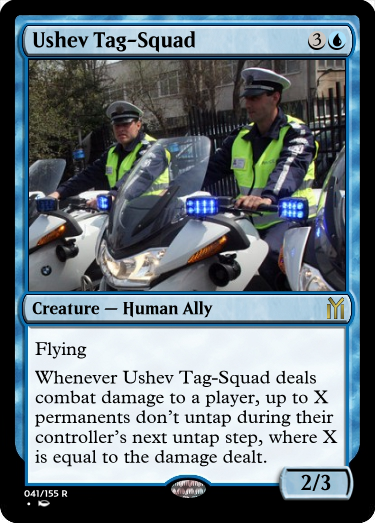 Ushev Tag-Squad 3
Creature — Human Ally
Flying
Whenever Ushev Tag-Squad deals
combat damage to a player, up to X
permanents don't untap during their
controller's next untap step, where X
is equal to the damage dealt.
041/155 R
2/3